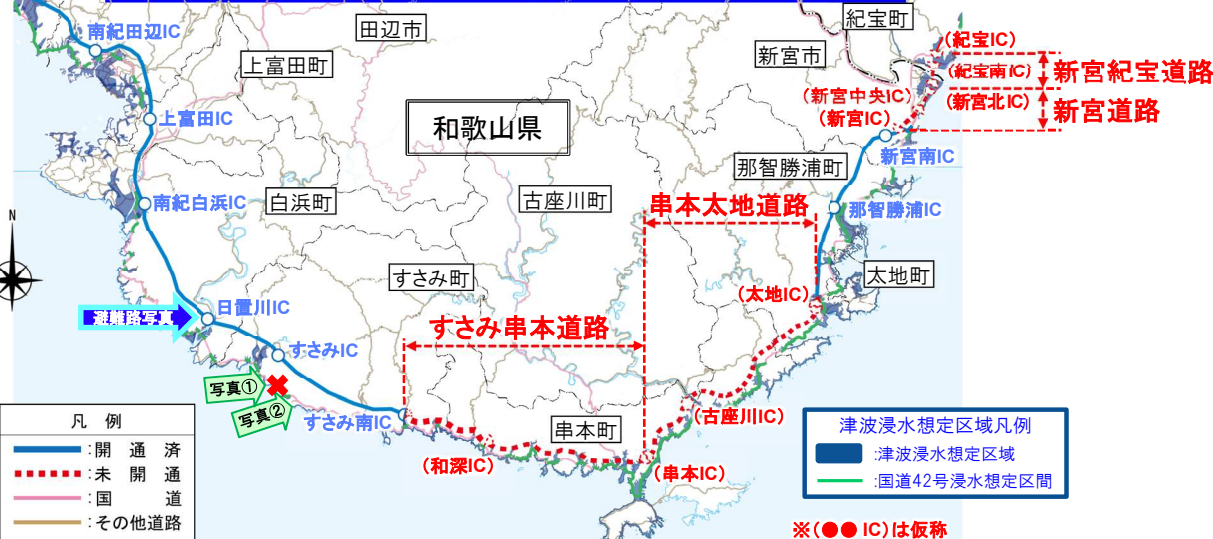 南紀田辺IC
田辺市
紀宝町
上富田町
新宮市
(紀宝IC)
(紀宝南IC)
新宮紀宝道路
(新宮中央IC)
(新宮北IC)
新宮道路
(新宮IC)
上富田IC
和歌山県
新宮南IC
那智勝浦町
南紀白浜IC
白浜町
古座川町
串本太地道路
那智勝浦IC
N
すさみ町
太地町
(太地IC)
避難路写真
日置川IC
すさみ串本道路
すさみIC
写真①
写真②
すさみ南IC
(古座川IC)
串本町
(和深IC)
(串本IC)
凡 例
:開 通 済
:未 開 通
:国 道
:その他道路
津波浸水想定区域凡例
:津波浸水想定区域
:国道42号浸水想定区間
※(●● IC)は仮称